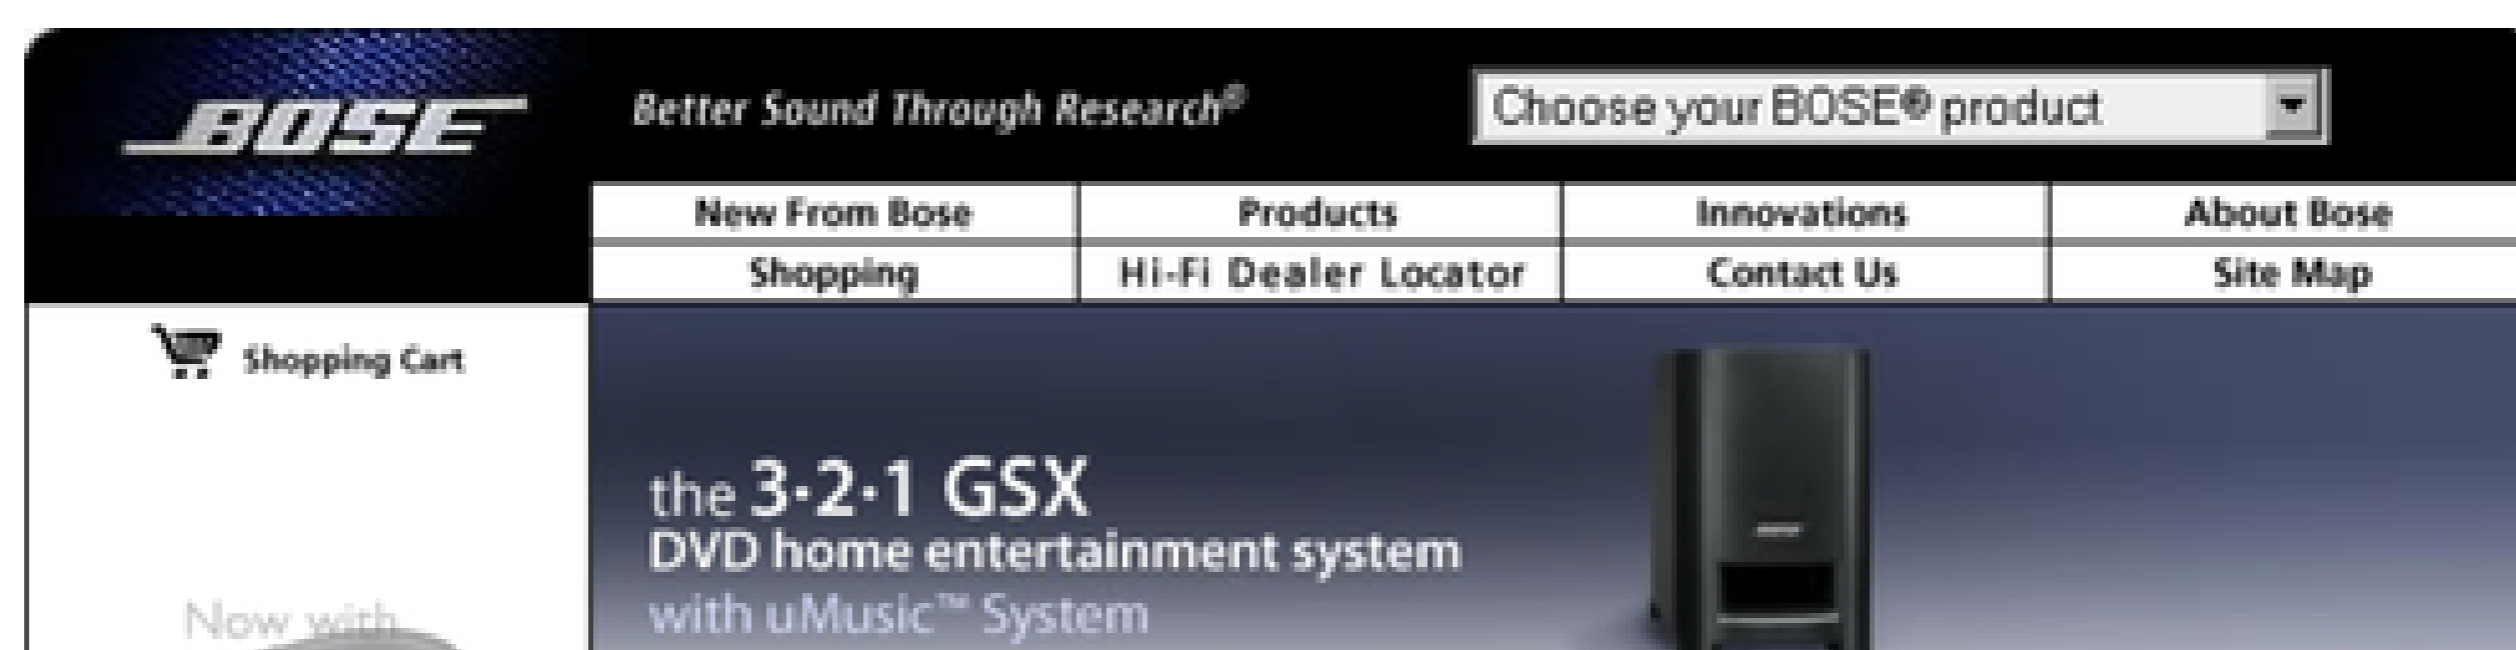 BOSE
Better Sound Through Research®
Choose your BOSE® product
New From Bose Products Innovations About Bose
Shopping Hi-Fi Dealer Locator Contact Us Site Map
Shopping Cart
the 3·2·1 GSX
DVD home entertainment system
with uMusic™ System
Now with